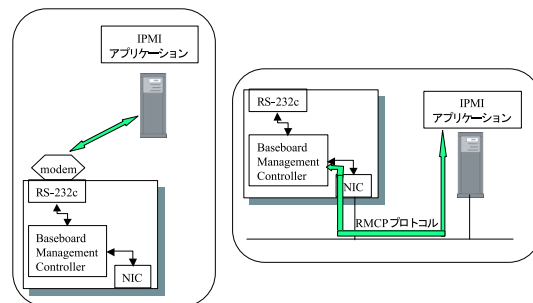 IPMI
アプリケーション
modem
RS-232c
Baseboard
Management
Controller
NIC
RS-232c
Baseboard
Management
Controller
NIC
IPMI
アプリケーション
RMCPプロトコル